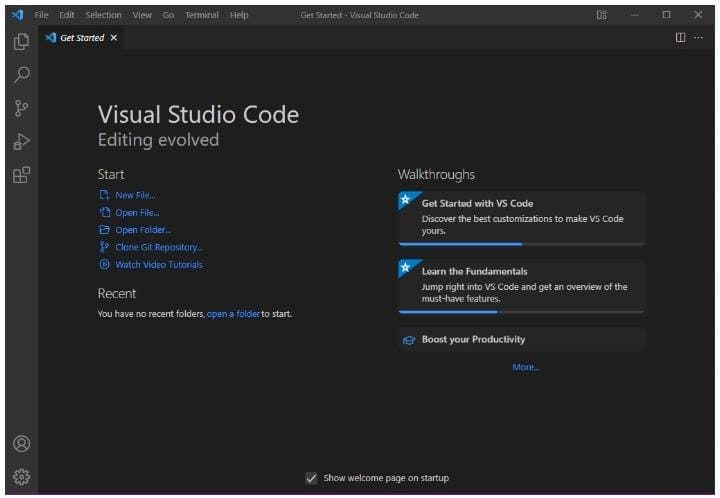 File Edit Selection View Go Terminal Help
Get Started - Visual Studio Code
Get Started
Visual Studio Code
Editing evolved
Start
New File...
Open File...
Open Folder...
Clone Git Repository...
Watch Video Tutorials
Recent
You have no recent folders, open a folder to start.
Walkthroughs
Get Started with VS Code
Discover the best customizations to make VS Code
yours.
Learn the Fundamentals
Jump right into VS Code and get an overview of the
must-have features.
Boost your Productivity
More...
Show welcome page on startup